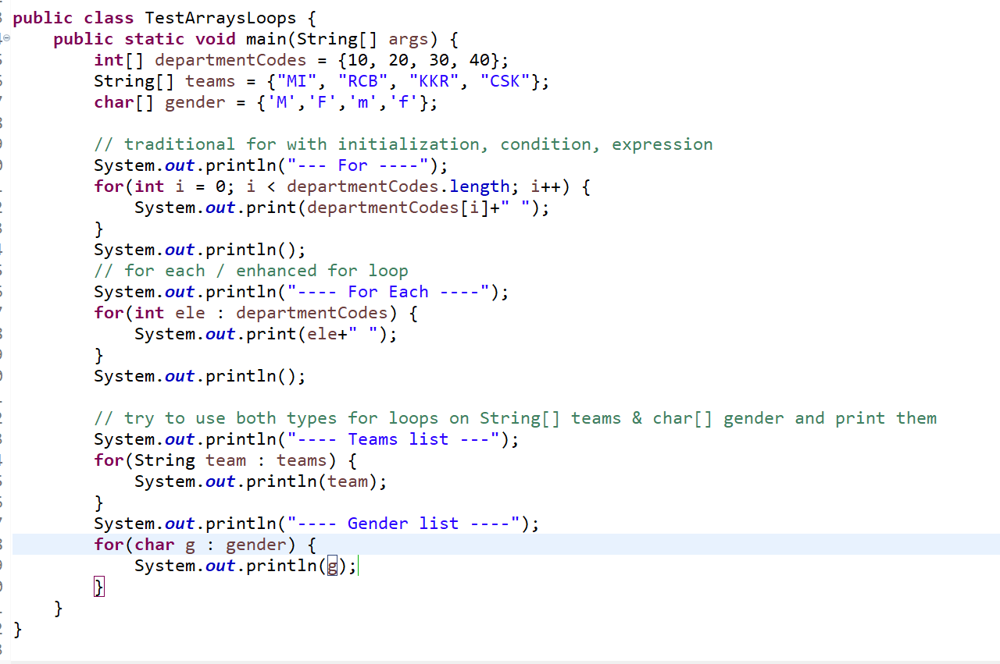 public class TestArraysLoops {
    public static void main(String[] args) {
        int[] departmentCodes = {10, 20, 30, 40};
        String[] teams = {"MI", "RCB", "KKR", "CSK"};
        char[] gender = {'M','F','m','f'};

        // traditional for with initialization, condition, expression
        System.out.println("--- For ----");
        for(int i = 0; i < departmentCodes.length; i++) {
            System.out.print(departmentCodes[i]+" ");
        }
        System.out.println();
        // for each / enhanced for loop
        System.out.println("---- For Each ----");
        for(int ele : departmentCodes) {
            System.out.print(ele+" ");
        }
        System.out.println();

        // try to use both types for loops on String[] teams & char[] gender and print them
        System.out.println("---- Teams list ---");
        for(String team : teams) {
            System.out.println(team);
        }
        System.out.println("---- Gender list ----");
        for(char g : gender) {
            System.out.println(g);
        }
    }
}